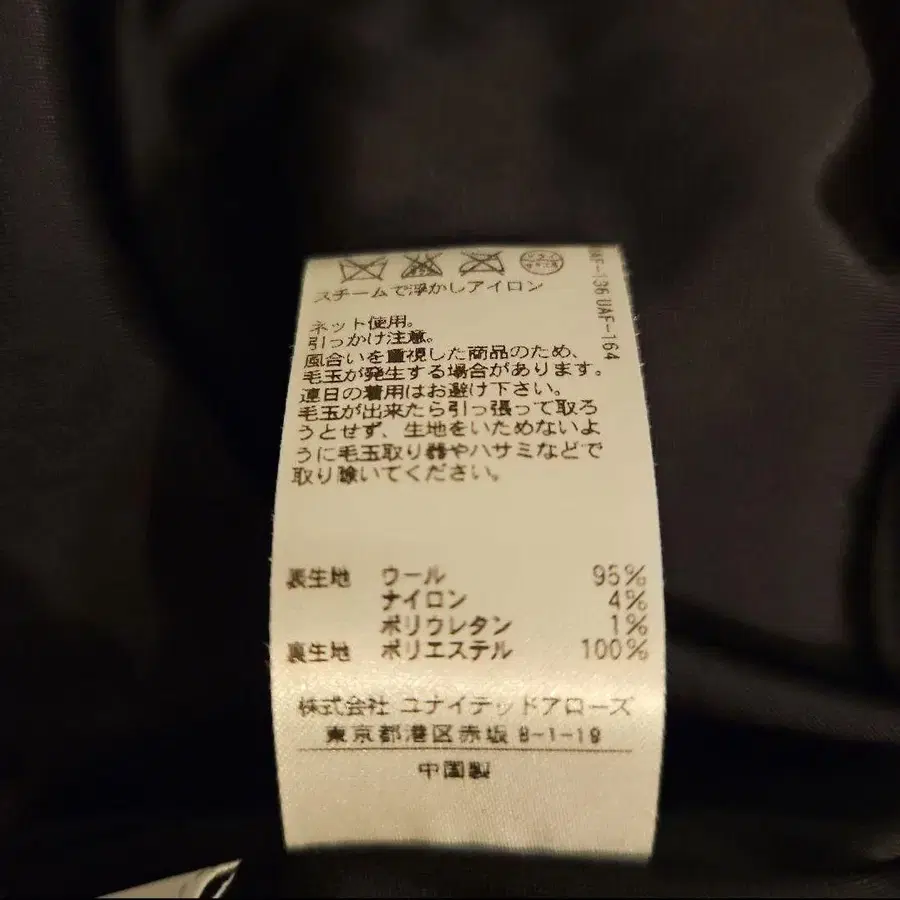 スチームで浮かしアイロン
ネット使用。
引っかけ注意。
風合いを重視した商品のため、
毛玉が発生する場合があります。
連日の着用はお避け下さい。
毛玉が出来たら引っ張って取ろ
うとせず、生地をいためないよ
うに毛玉取り器やハサミなどで
取り除いてください。
表生地 ウール 95%
ナイロン 4%
ポリウレタン 1%
裏生地 ポリエステル 100%
株式会社 ユナイテッドアローズ
東京都港区赤坂 8-1-19
中国製
UAF-136 UAF-164